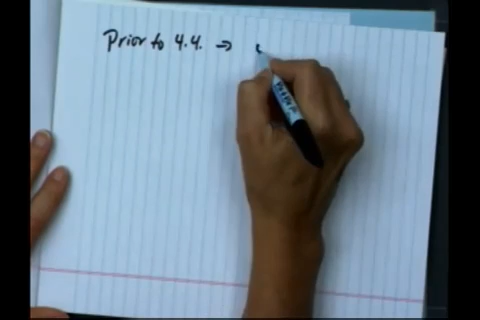 Prior to 4.4. →